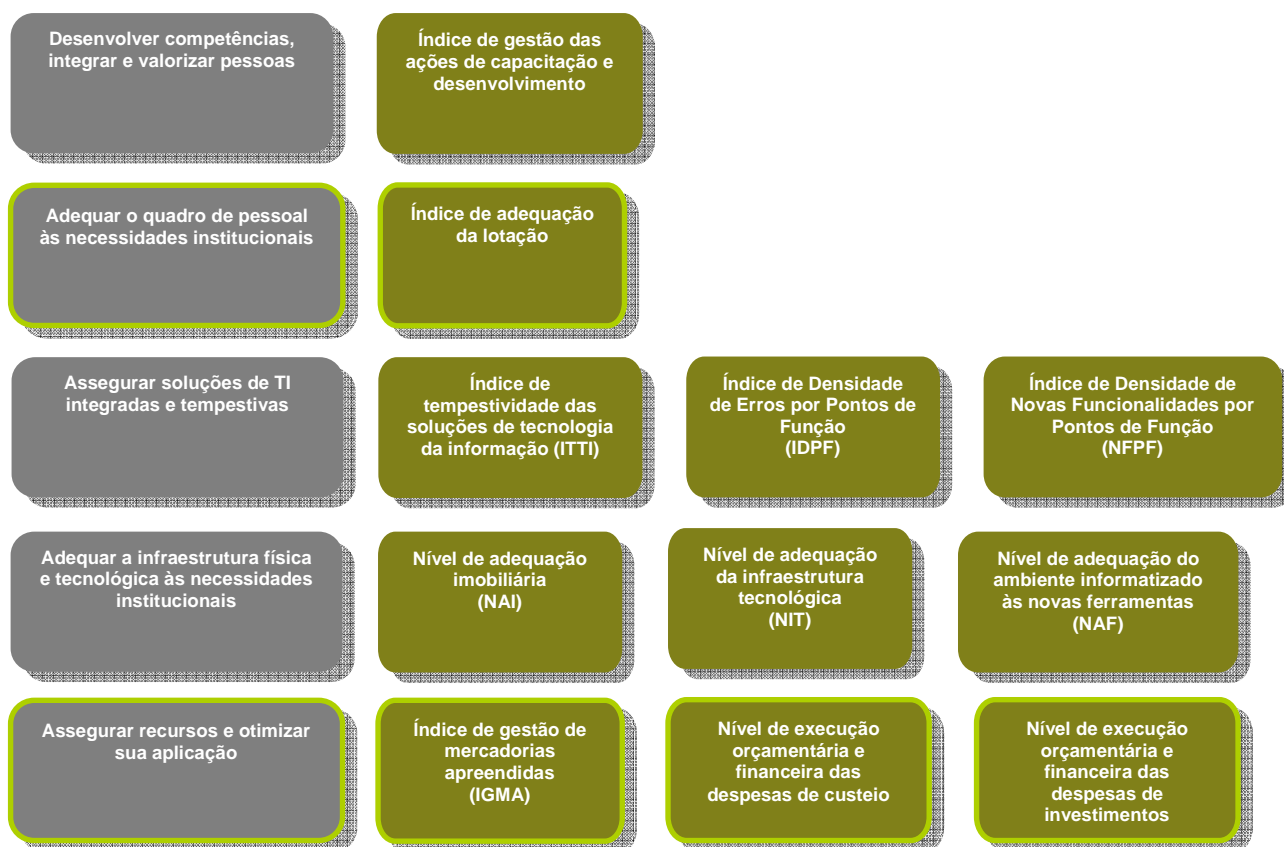 Desenvolver competências,
integrar e valorizar pessoas
Índice de gestão das
ações de capacitação e
desenvolvimento
Adequar o quadro de pessoal
às necessidades institucionais
Índice de adequação
da lotação
Assegurar soluções de TI
integradas e tempestivas
Índice de
tempestividade das
soluções de tecnologia
da informação (ITTI)
Índice de Densidade
de Erros por Pontos de
Função
(IDPF)
Índice de Densidade de
Novas Funcionalidades por
Pontos de Função
(NFPF)
Adequar a infraestrutura física
e tecnológica às necessidades
institucionais
Nível de adequação
imobiliária
(NAI)
Nível de adequação
da infraestrutura
tecnológica
(NIT)
Nível de adequação do
ambiente informatizado
às novas ferramentas
(NAF)
Assegurar recursos e otimizar
sua aplicação
Índice de gestão de
mercadorias
apreendidas
(IGMA)
Nível de execução
orçamentária e
financeira das
despesas de custeio
Nível de execução
orçamentária e
financeira das
despesas de
investimentos